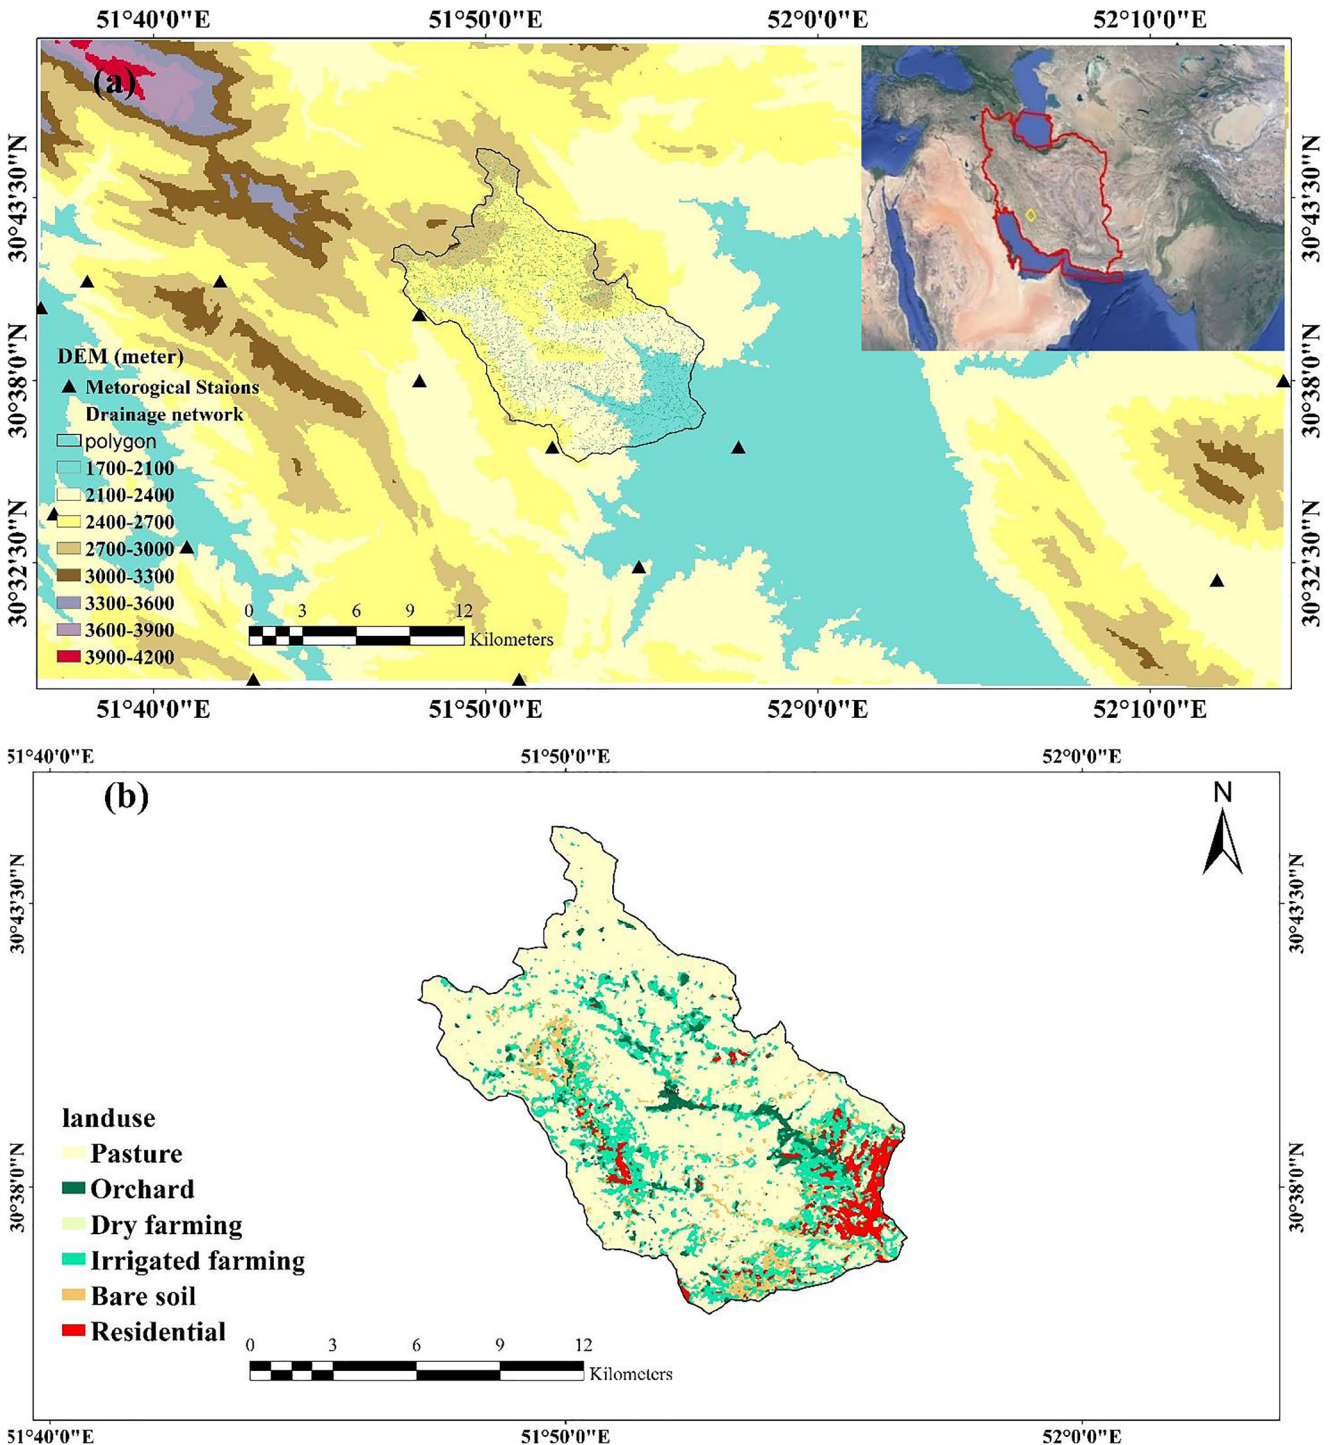 51°40'0"E 51°50'0"E 52°0'0"E 52°10'0"E
(a)
30°43'30"N 30°43'30"N
30°38'0"N 30°38'0"N
30°32'30"N 30°32'30"N
DEM (meter)
Metorogical Staions
Drainage network
polygon
1700-2100
2100-2400
2400-2700
2700-3000
3000-3300
3300-3600
3600-3900
3900-4200
0 3 6 9 12
Kilometers
51°40'0"E 51°50'0"E 52°0'0"E 52°10'0"E
51°40'0"E 51°50'0"E 52°0'0"E
(b)
N
30°43'30"N 30°43'30"N
30°38'0"N 30°38'0"N
landuse
Pasture
Orchard
Dry farming
Irrigated farming
Bare soil
Residential
0 3 6 9 12
Kilometers
51°40'0"E 51°50'0"E 52°0'0"E